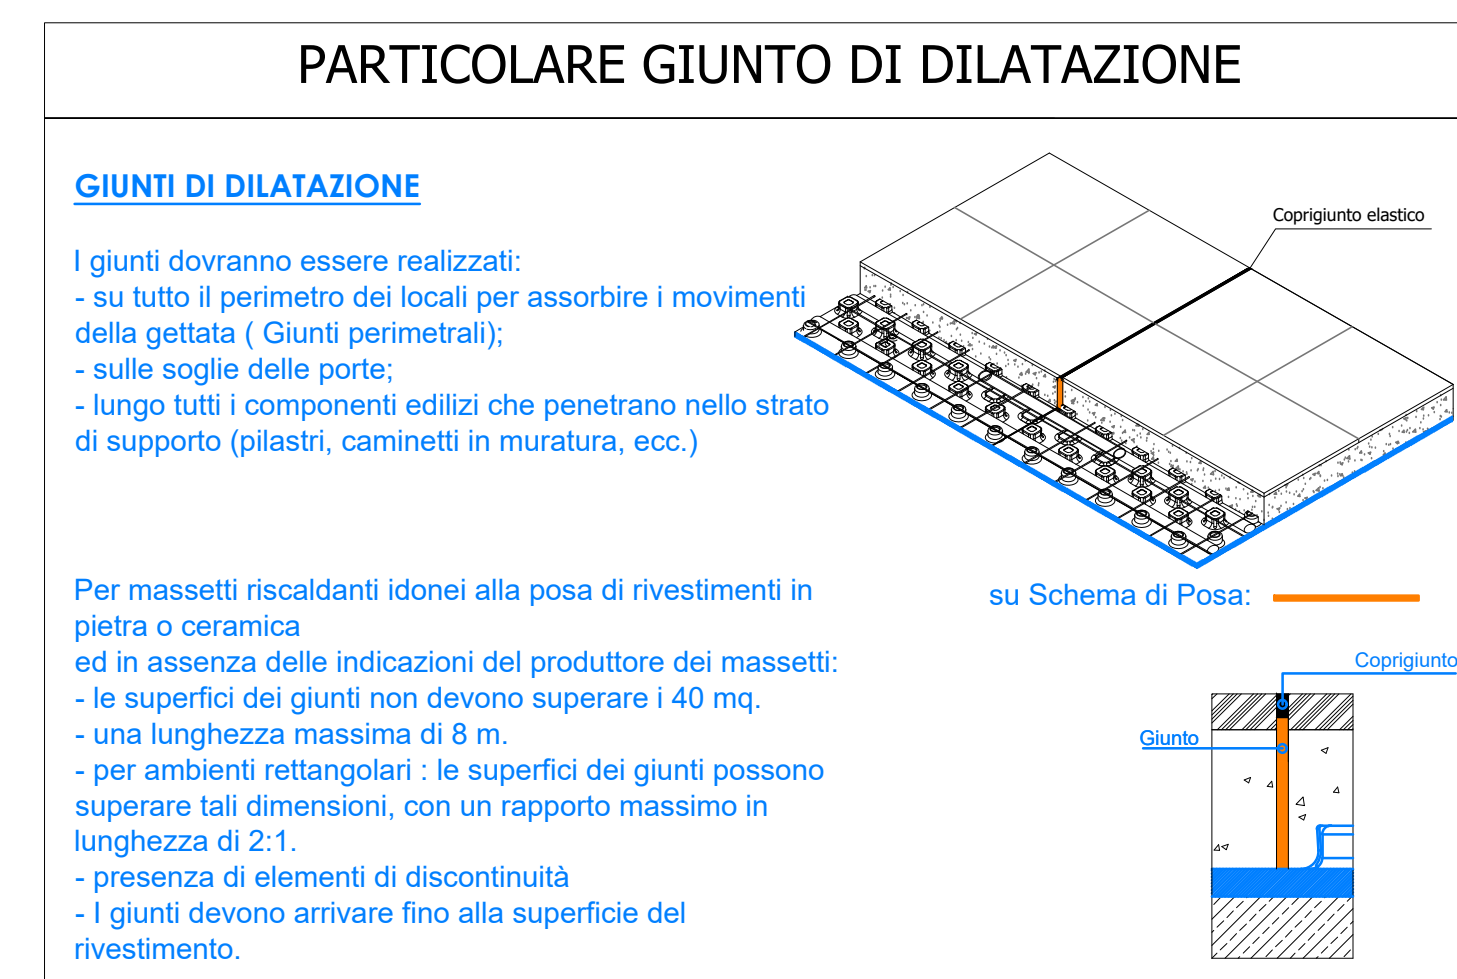 PARTICOLARE GIUNTO DI DILATAZIONE
GIUNTI DI DILATAZIONE
I giunti dovranno essere realizzati:
- su tutto il perimetro dei locali per assorbire i movimenti
della gettata ( Giunti perimetrali);
- sulle soglie delle porte;
- lungo tutti i componenti edilizi che penetrano nello strato
di supporto (pilastri, caminetti in muratura, ecc.)
Per massetti riscaldanti idonei alla posa di rivestimenti in
pietra o ceramica
ed in assenza delle indicazioni del produttore dei massetti:
- le superfici dei giunti non devono superare i 40 mq.
- una lunghezza massima di 8 m.
- per ambienti rettangolari : le superfici dei giunti possono
superare tali dimensioni, con un rapporto massimo in
lunghezza di 2:1.
- presenza di elementi di discontinuità
- I giunti devono arrivare fino alla superficie del
rivestimento.
Coprigiunto elastico
su Schema di Posa:
Coprigiunto
Giunto